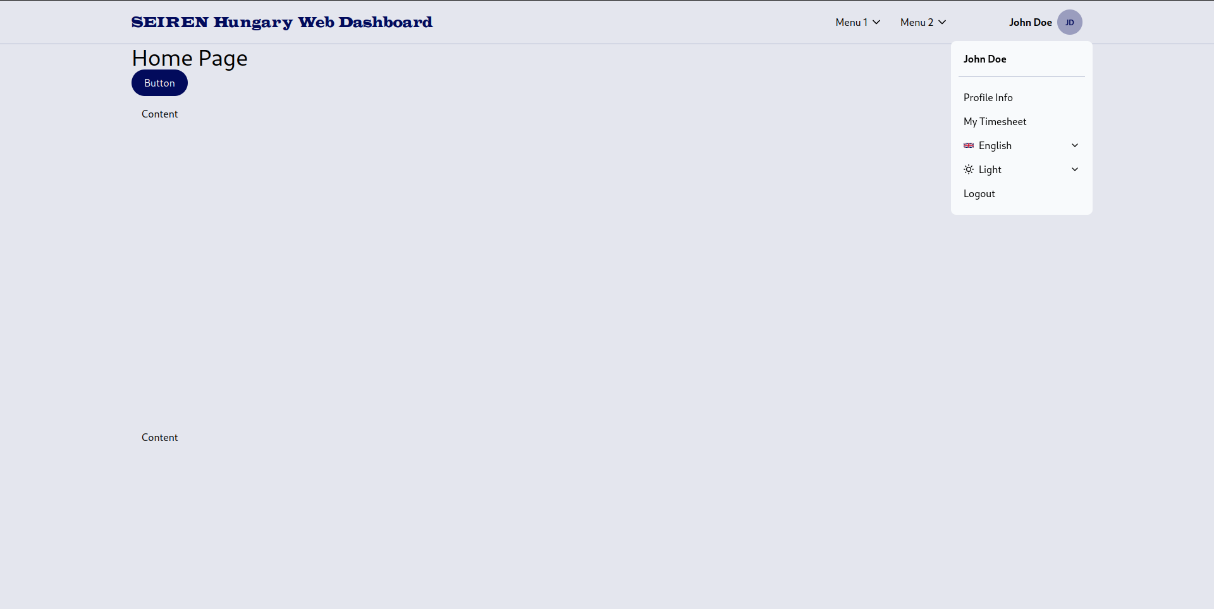 SEIREN Hungary Web Dashboard
Menu 1
Menu 2
John Doe
JD
Home Page
Button
Content
John Doe
Profile Info
My Timesheet
English
Light
Logout
Content